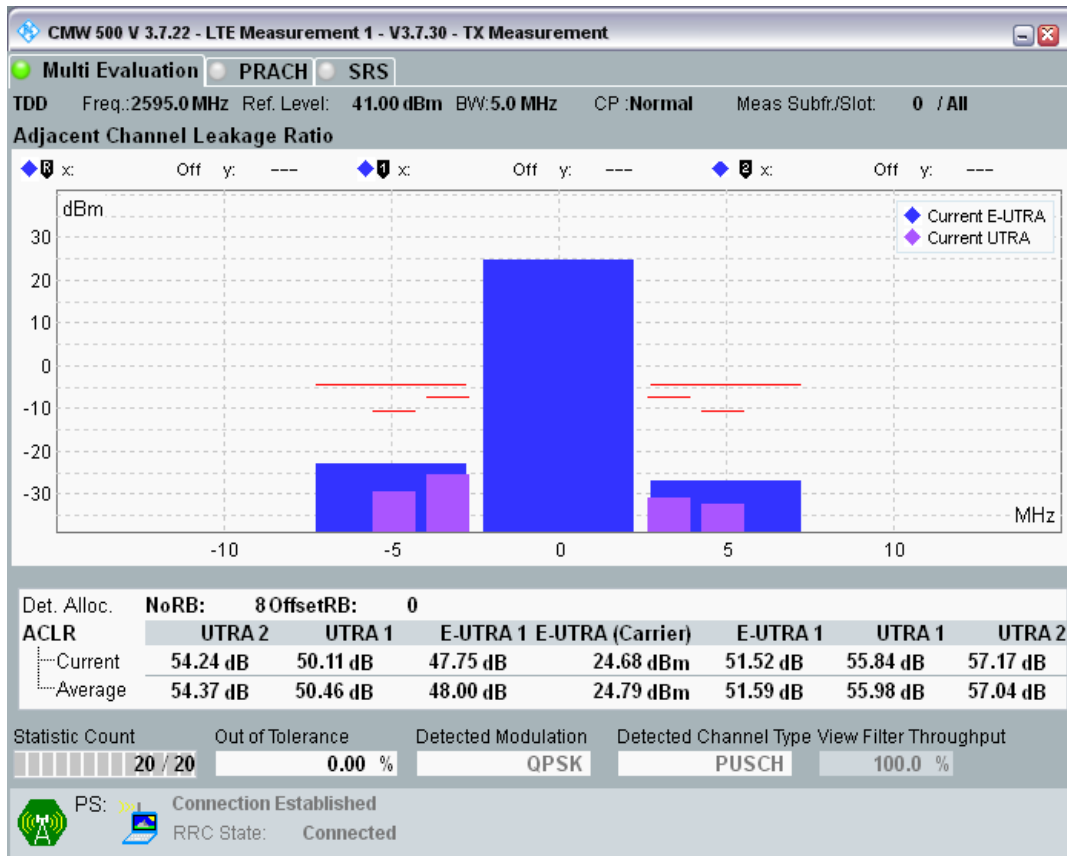 CMW 500 V 3.7.22 - LTE Measurement 1 - V3.7.30 - TX Measurement
Multi Evaluation PRACH SRS
TDD Freq.:2595.0 MHz Ref. Level: 41.00 dBm BW:5.0 MHz CP :Normal Meas Subfr./Slot: 0 / All
Adjacent Channel Leakage Ratio
R x: Off y: --- 1 x: Off y: --- 2 x: Off y: ---
dBm
Current E-UTRA
Current UTRA
30
20
10
0
-10
-20
-30
MHz
-10 -5 0 5 10
Det. Alloc. NoRB: 8 OffsetRB: 0
ACLR UTRA 2 UTRA 1 E-UTRA 1 E-UTRA (Carrier) E-UTRA 1 UTRA 1 UTRA 2
Current 54.24 dB 50.11 dB 47.75 dB 24.68 dBm 51.52 dB 55.84 dB 57.17 dB
Average 54.37 dB 50.46 dB 48.00 dB 24.79 dBm 51.59 dB 55.98 dB 57.04 dB
Statistic Count Out of Tolerance Detected Modulation Detected Channel Type View Filter Throughput
20 / 20 0.00 % QPSK PUSCH 100.0 %
PS: Connection Established
RRC State: Connected